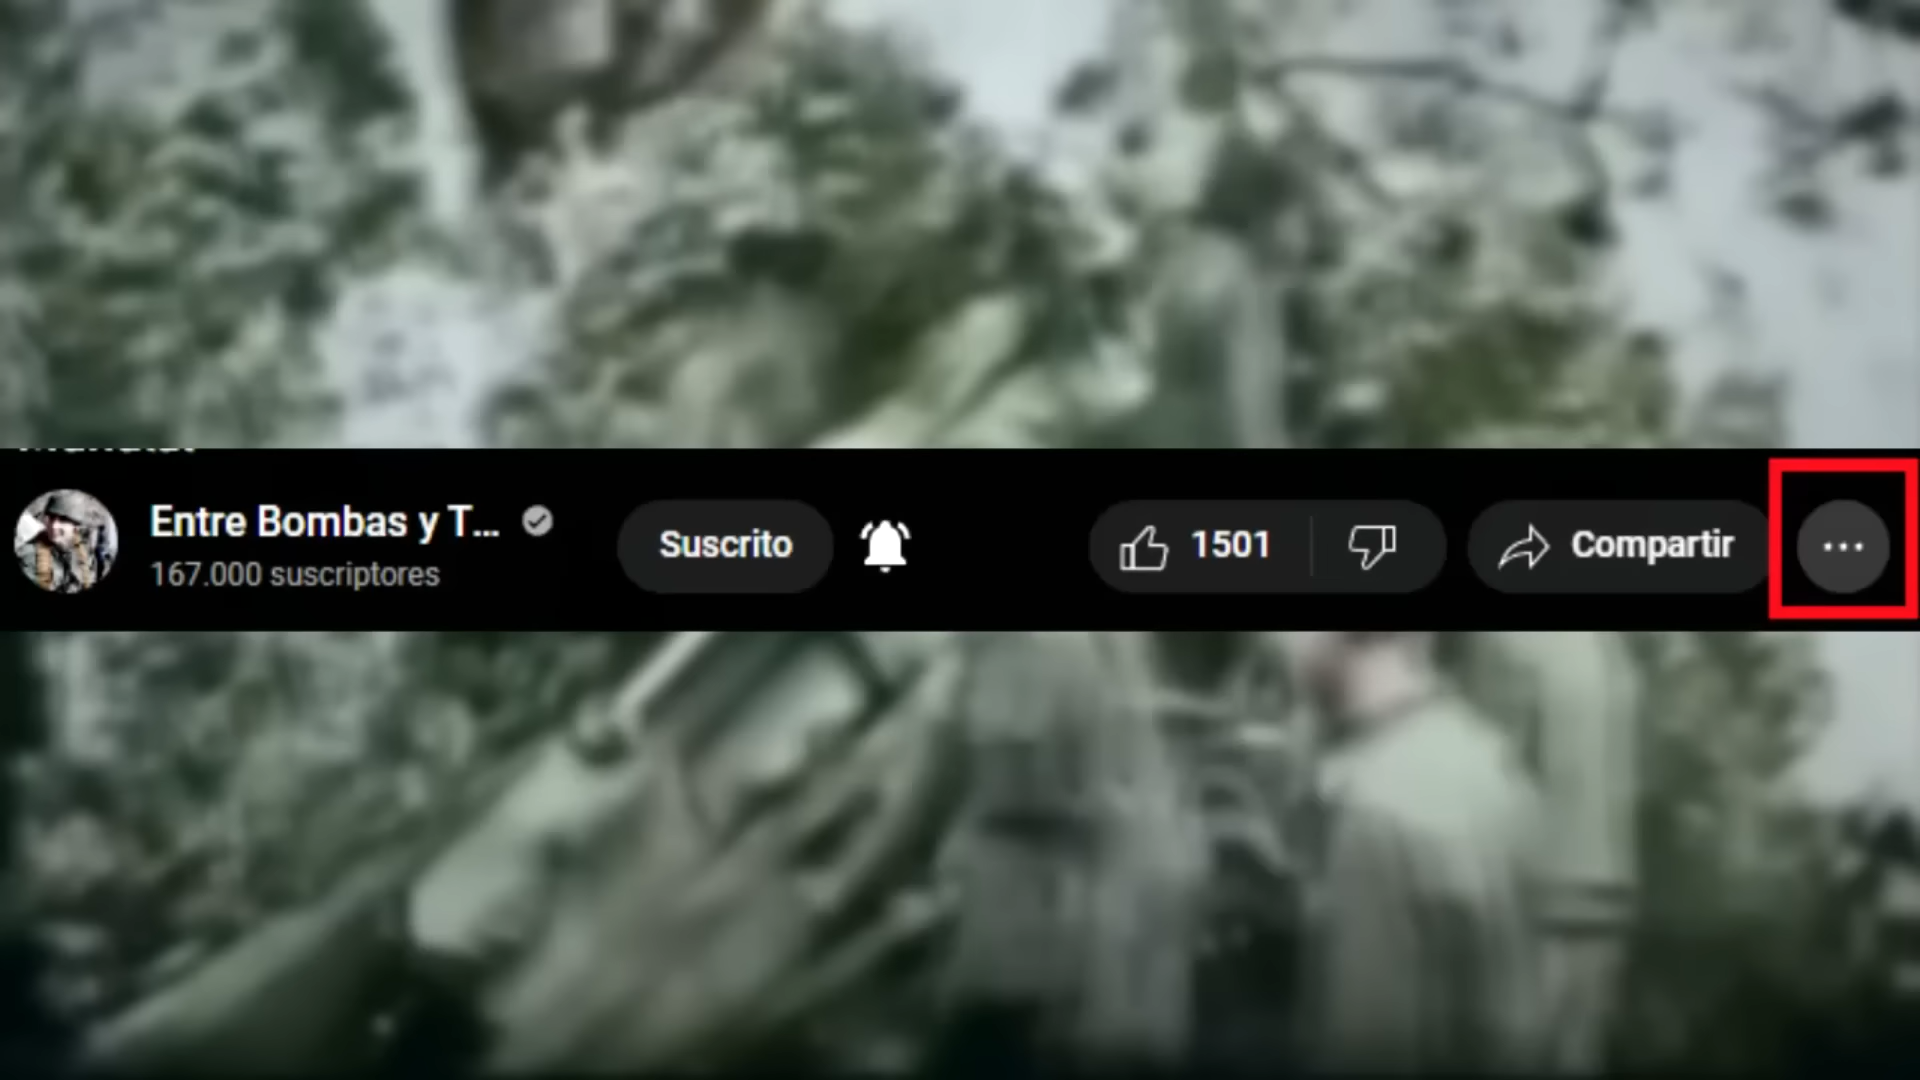 Entre Bombas y T...
167.000 suscriptores
Suscrito
1501
Compartir